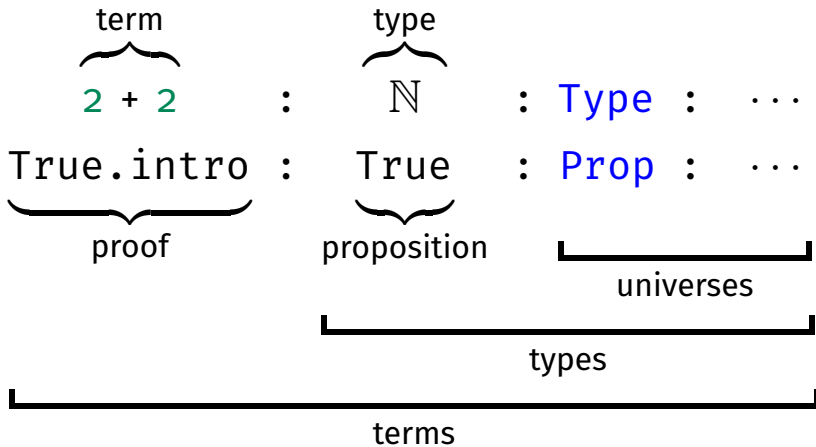 term type
2 + 2 : ℕ : Type : ···
True.intro : True : Prop : ···
proof proposition
universes
types
terms